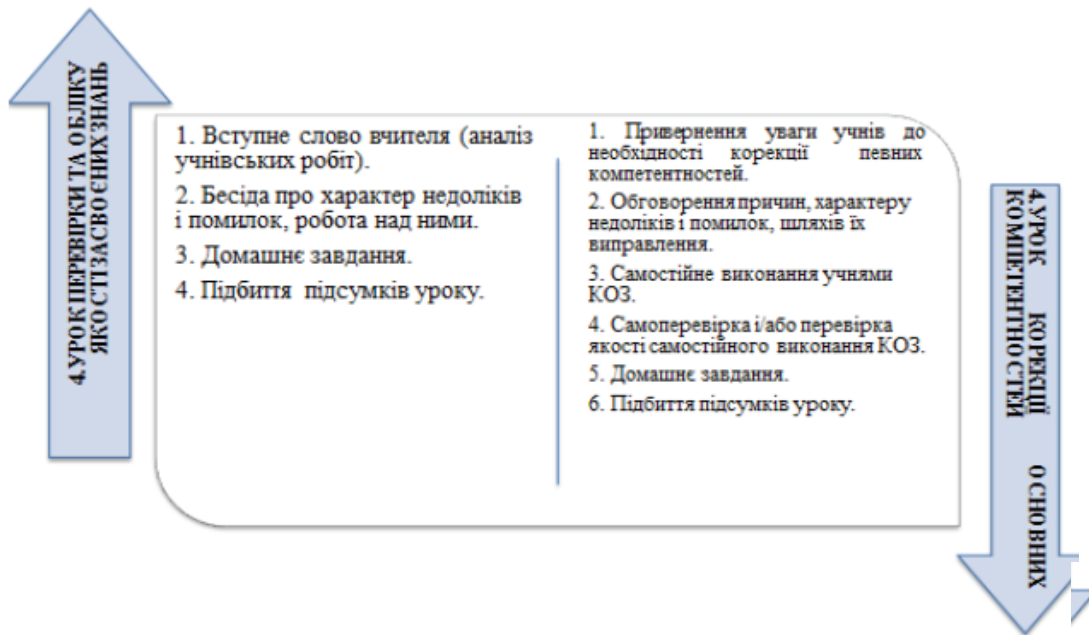 4.УРОК ПЕРЕВІРКИ ТА ОБЛІКУ
ЯКОСТІ ЗАСВОЄНИХ ЗНАНЬ
1. Вступне слово вчителя (аналіз
учнівських робіт).
2. Бесіда про характер недоліків
і помилок, робота над ними.
3. Домашнє завдання.
4. Підбиття підсумків уроку.
1. Привернення уваги учнів до
необхідності корекції певних
компетентностей.
2. Обговорення причин, характеру
недоліків і помилок, шляхів їх
виправлення.
3. Самостійне виконання учнями
КОЗ.
4. Самоперевірка і/або перевірка
якості самостійного виконання КОЗ.
5. Домашнє завдання.
6. Підбиття підсумків уроку.
4.УРОК КОРЕКЦІЇ ОСНОВНИХ
КОМПЕТЕНТНОСТЕЙ